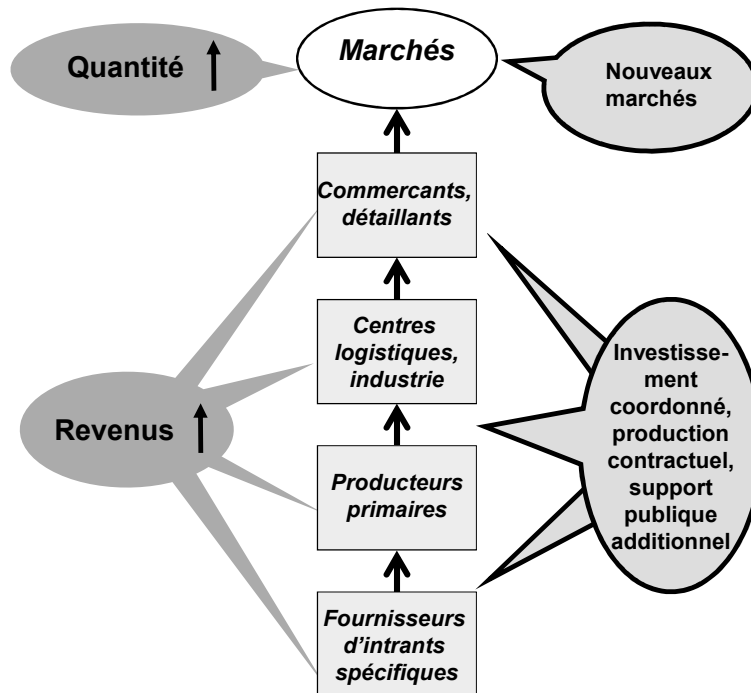 Quantité
Marchés
Nouveaux
marchés
Commercants,
détaillants
Centres
logistiques,
industrie
Revenus
Investisse-
ment
coordonné,
production
contractuel,
support
publique
additionnel
Producteurs
primaires
Fournisseurs
d'intrants
spécifiques